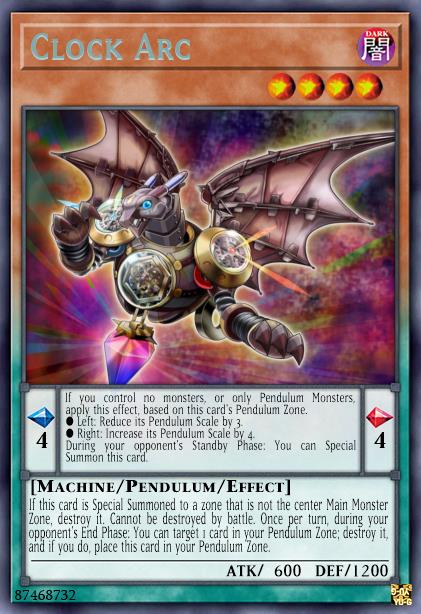 Clock Arc
DARK
闇
If you control no monsters, or only Pendulum Monsters,
apply this effect, based on this card's Pendulum Zone.
● Left: Reduce its Pendulum Scale by 3.
● Right: Increase its Pendulum Scale by 4.
During your opponent's Standby Phase: You can Special
Summon this card.
4
4
[Machine/Pendulum/Effect]
If this card is Special Summoned to a zone that is not the center Main Monster
Zone, destroy it. Cannot be destroyed by battle. Once per turn, during your
opponent's End Phase: You can target 1 card in your Pendulum Zone; destroy it,
and if you do, place this card in your Pendulum Zone.
ATK/ 600 DEF/1200
87468732